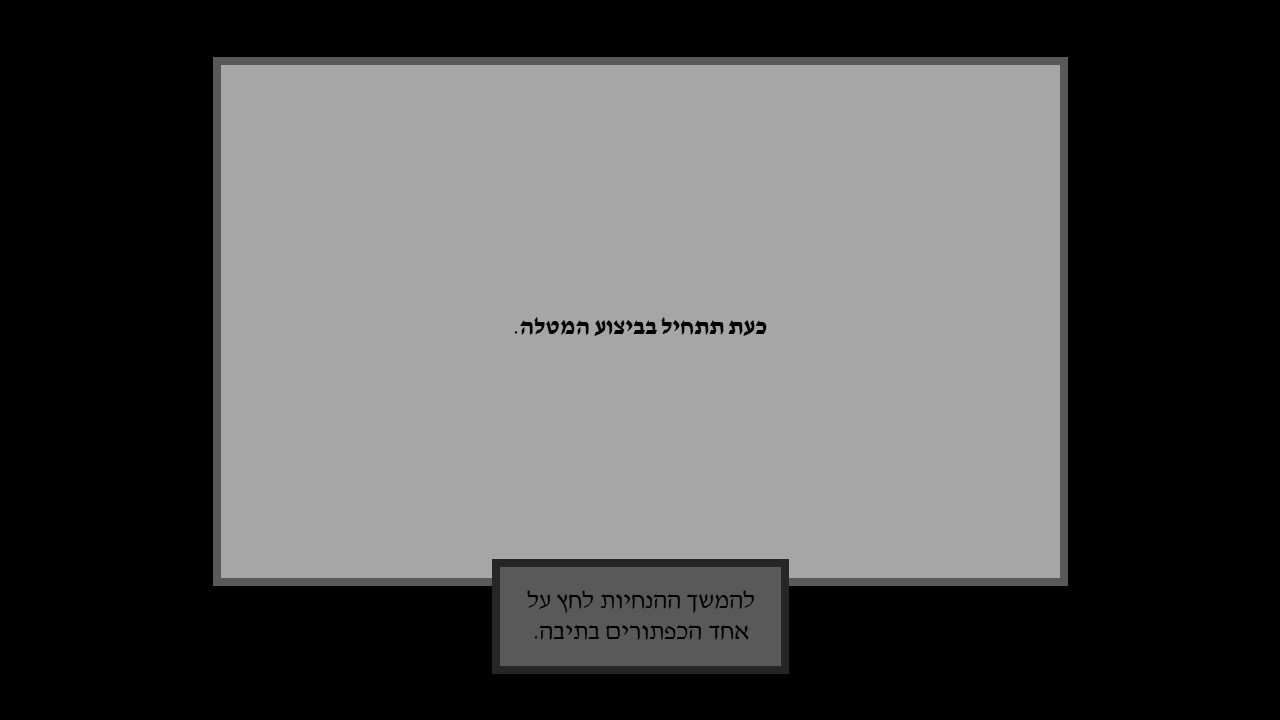 כעת תתחיל בביצוע המטלה.
להמשך ההנחיות לחץ על
אחד הכפתורים בתיבה.